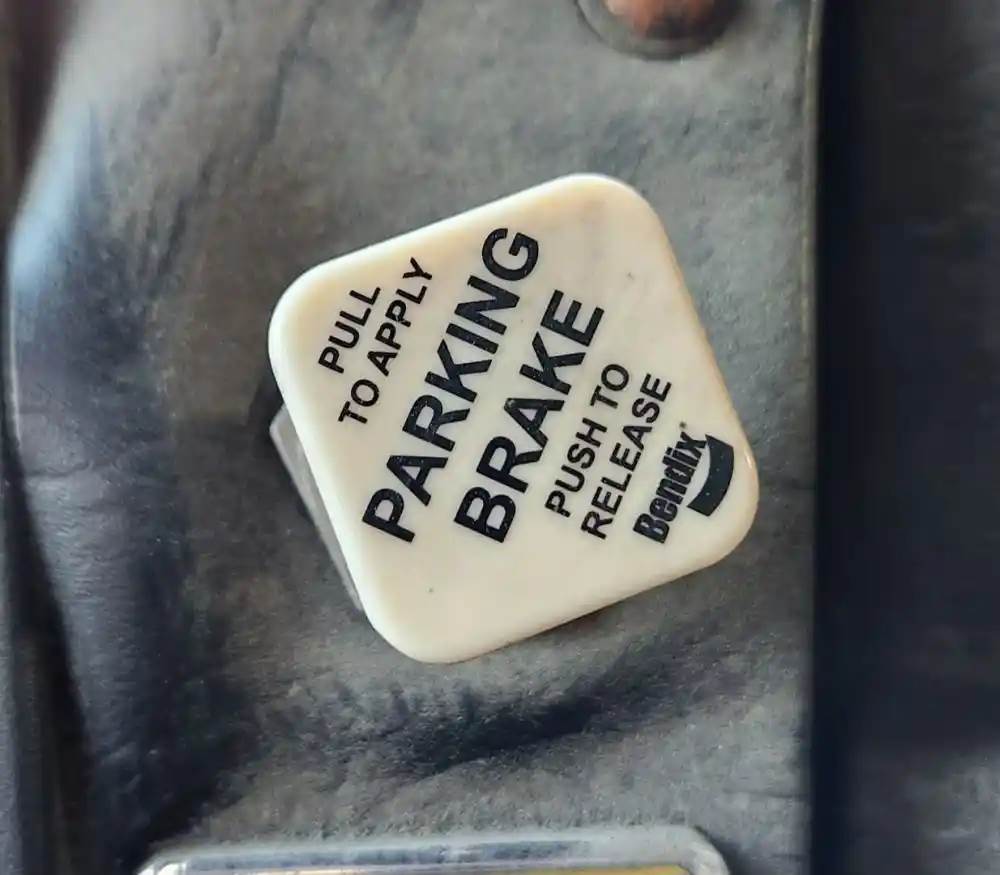 PULL
TO APPLY
PARKING
BRAKE
PUSH TO
RELEASE
Bendix®